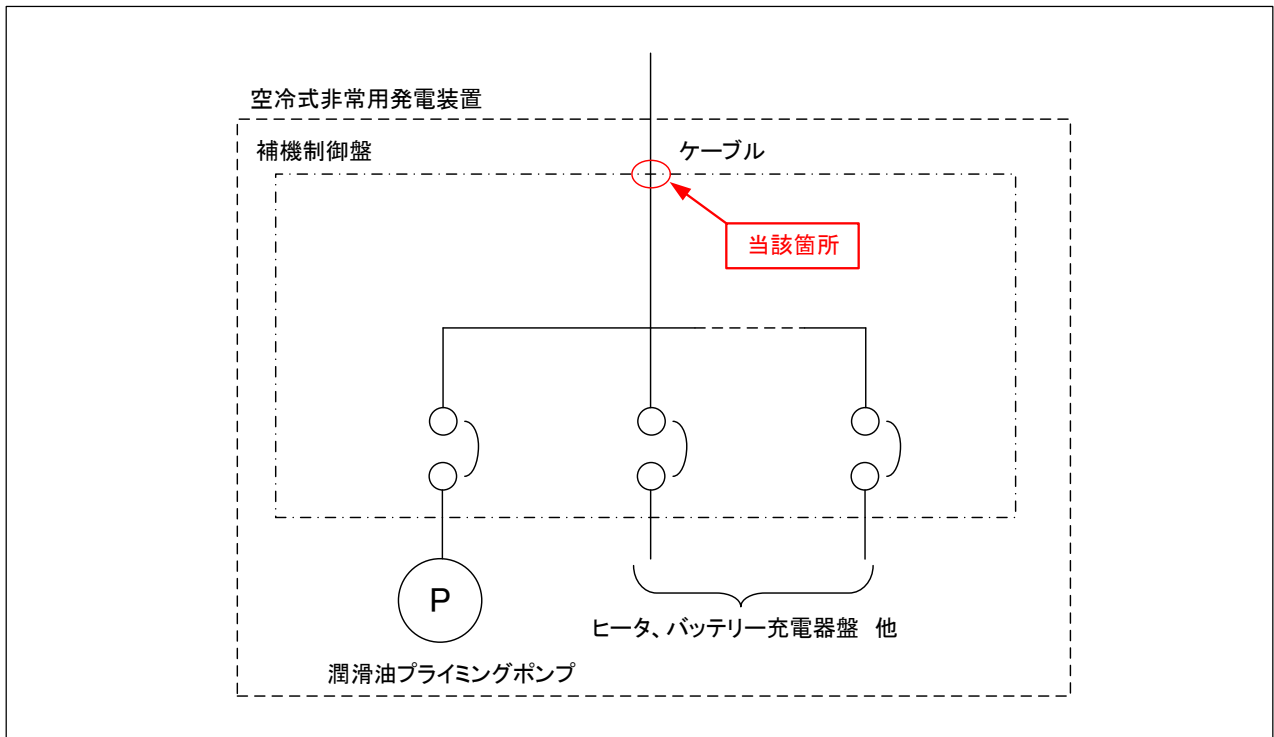 空冷式非常用発電装置
補機制御盤
ケーブル
当該箇所
P
ヒータ、バッテリー充電器盤 他
潤滑油プライミングポンプ